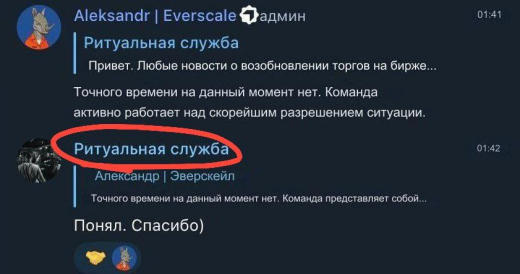 Aleksandr | Everscale админ 01:41
Ритуальная служба
Привет. Любые новости о возобновлении торгов на бирже...
Точного времени на данный момент нет. Команда
активно работает над скорейшим разрешением ситуации.
Ритуальная служба 01:42
Александр | Эверскейл
Точного времени на данный момент нет. Команда представляет собой...
Понял. Спасибо)